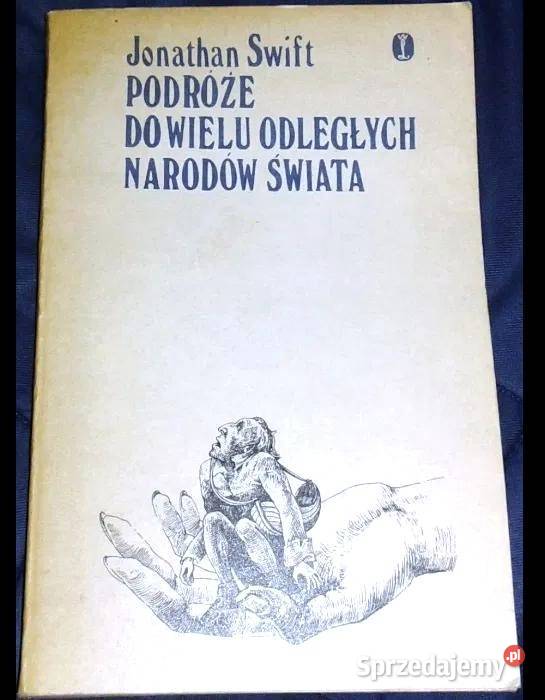 Jonathan Swift
PODRÓŻE
DO WIELU ODLEGŁYCH
NARODÓW ŚWIATA
Sprzedajemy.pl